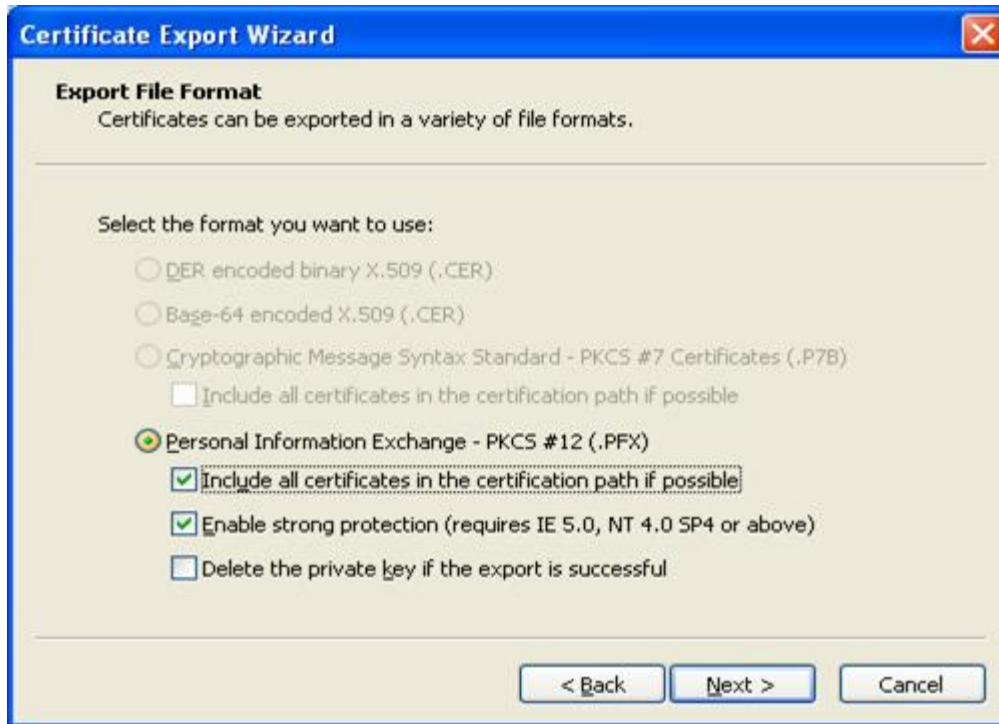 Certificate Export Wizard
Export File Format
Certificates can be exported in a variety of file formats.
Select the format you want to use:
DER encoded binary X.509 (.CER)
Base-64 encoded X.509 (.CER)
Cryptographic Message Syntax Standard - PKCS #7 Certificates (.P7B)
Include all certificates in the certification path if possible
Personal Information Exchange - PKCS #12 (.PFX)
Include all certificates in the certification path if possible
Enable strong protection (requires IE 5.0, NT 4.0 SP4 or above)
Delete the private key if the export is successful
< Back Next > Cancel